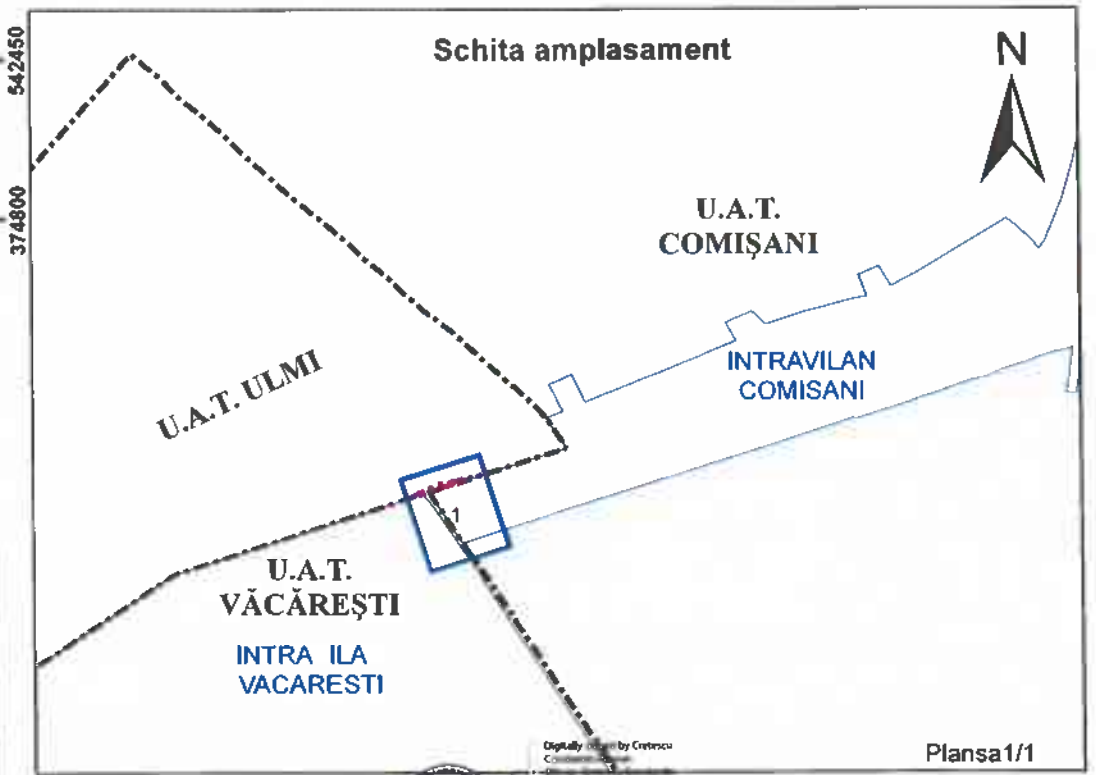 542450
374800
Schita amplasament
N
U.A.T.
COMIŞANI
U.A.T. ULMI
INTRAVILAN
COMISANI
1
U.A.T.
VĂCĂREŞTI
INTRA ILA
VACARESTI
Digitally by Cretescu
Plansa1/1